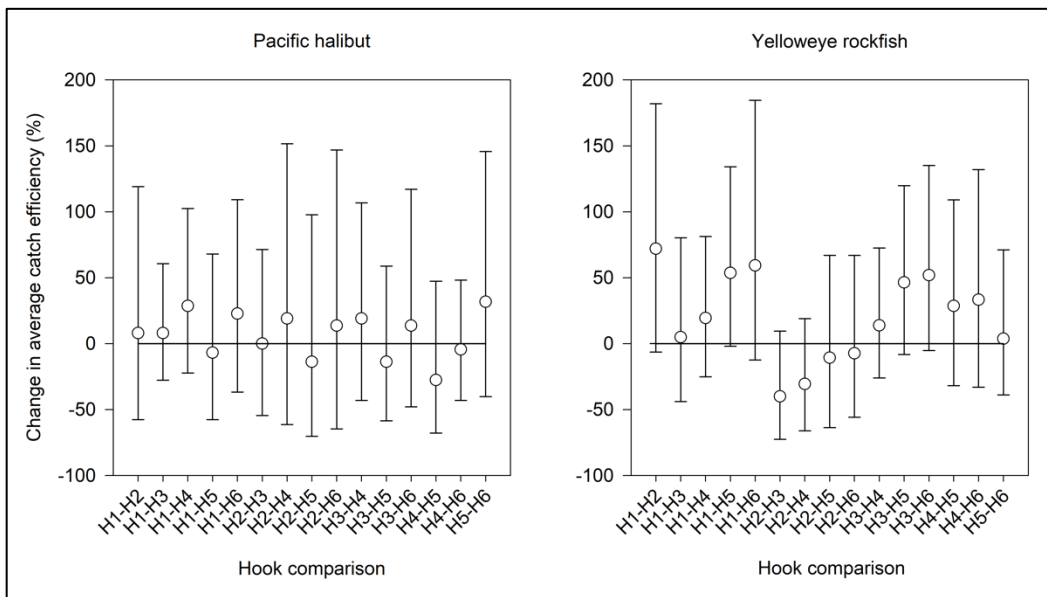 Pacific halibut
Change in average catch efficiency (%)
200
150
100
50
0
-50
-100
H1-H2
H1-H3
H1-H4
H1-H5
H1-H6
H2-H3
H2-H4
H2-H5
H2-H6
H3-H4
H3-H5
H3-H6
H4-H5
H4-H6
H5-H6
Hook comparison
Yelloweye rockfish
200
150
100
50
0
-50
-100
H1-H2
H1-H3
H1-H4
H1-H5
H1-H6
H2-H3
H2-H4
H2-H5
H2-H6
H3-H4
H3-H5
H3-H6
H4-H5
H4-H6
H5-H6
Hook comparison